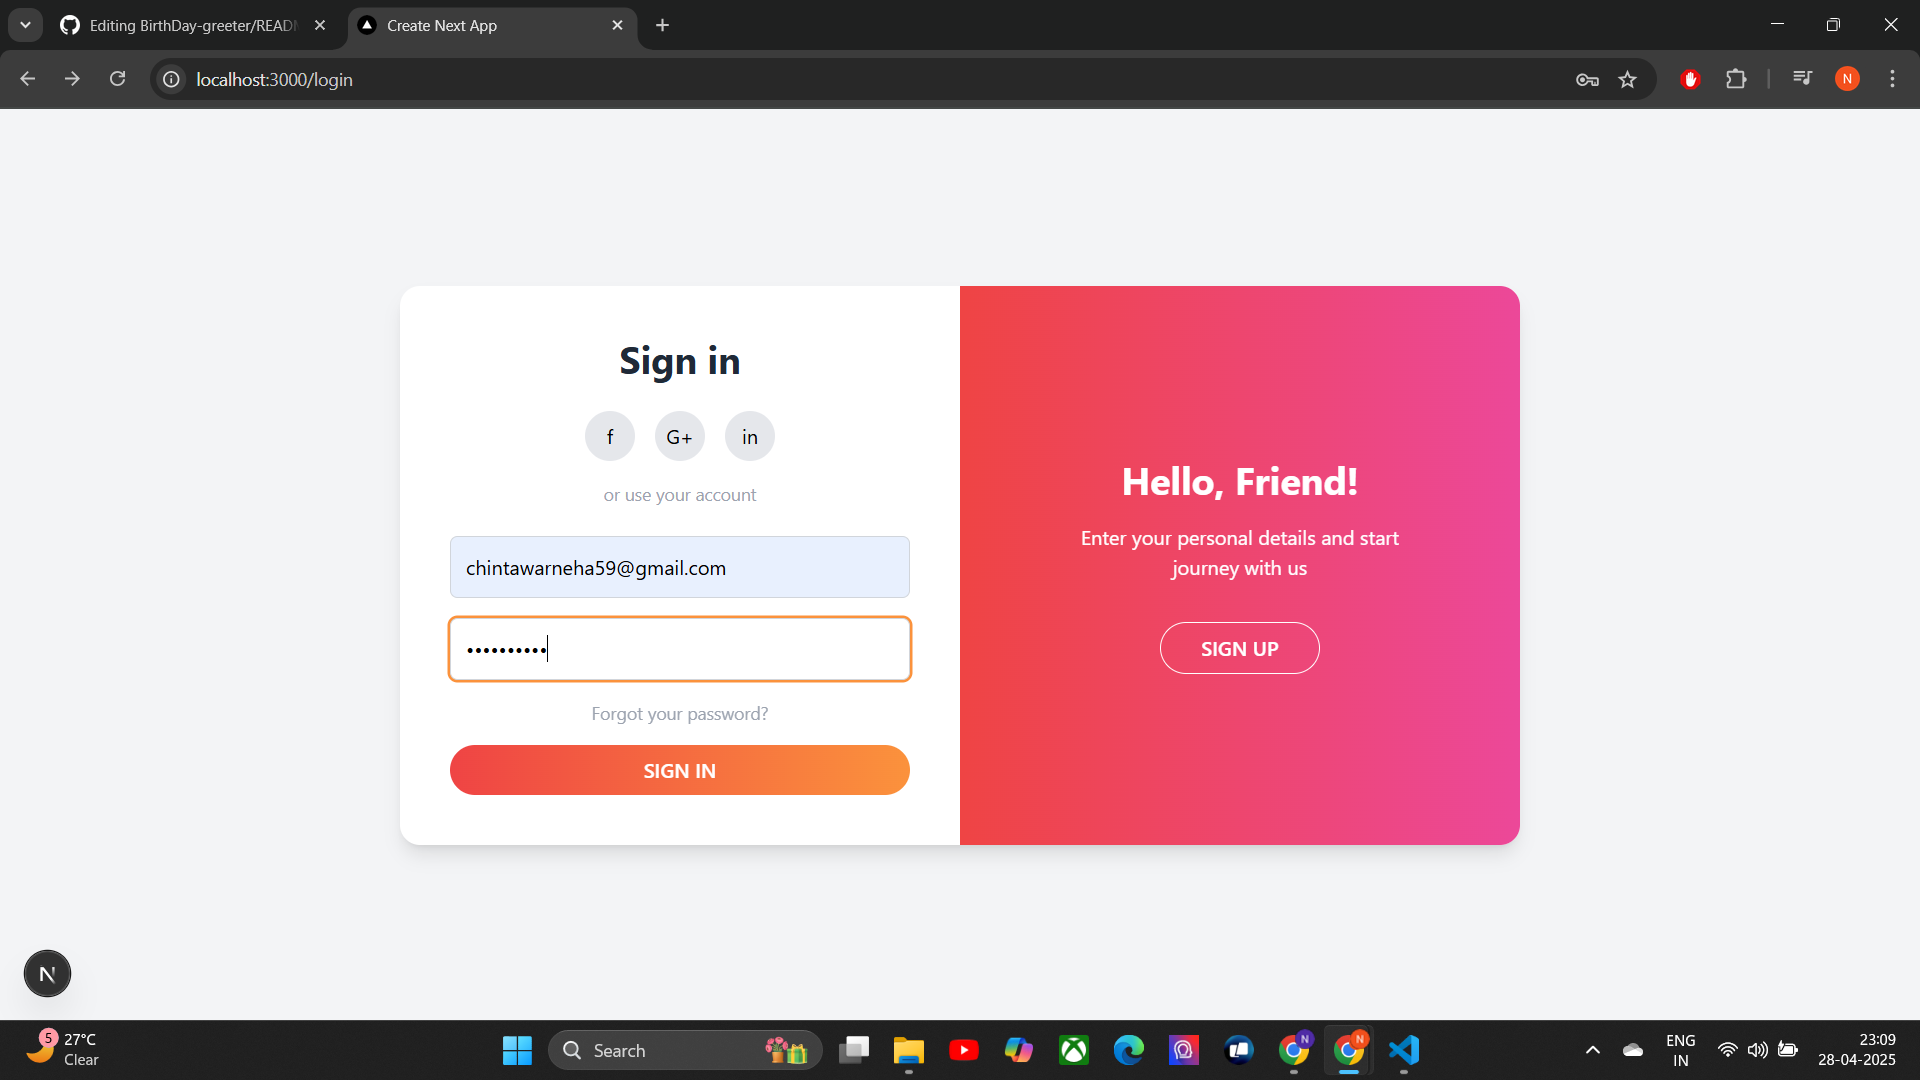 Editing BirthDay-greeter/READ
Create Next App
localhost:3000/login
N
Sign in
f
G+
in
or use your account
chintawarneha59@gmail.com
••••••••••
Forgot your password?
SIGN IN
Hello, Friend!
Enter your personal details and start
journey with us
SIGN UP
N
5
27°C
Clear
Search
N
N
ENG
IN
23:09
28-04-2025